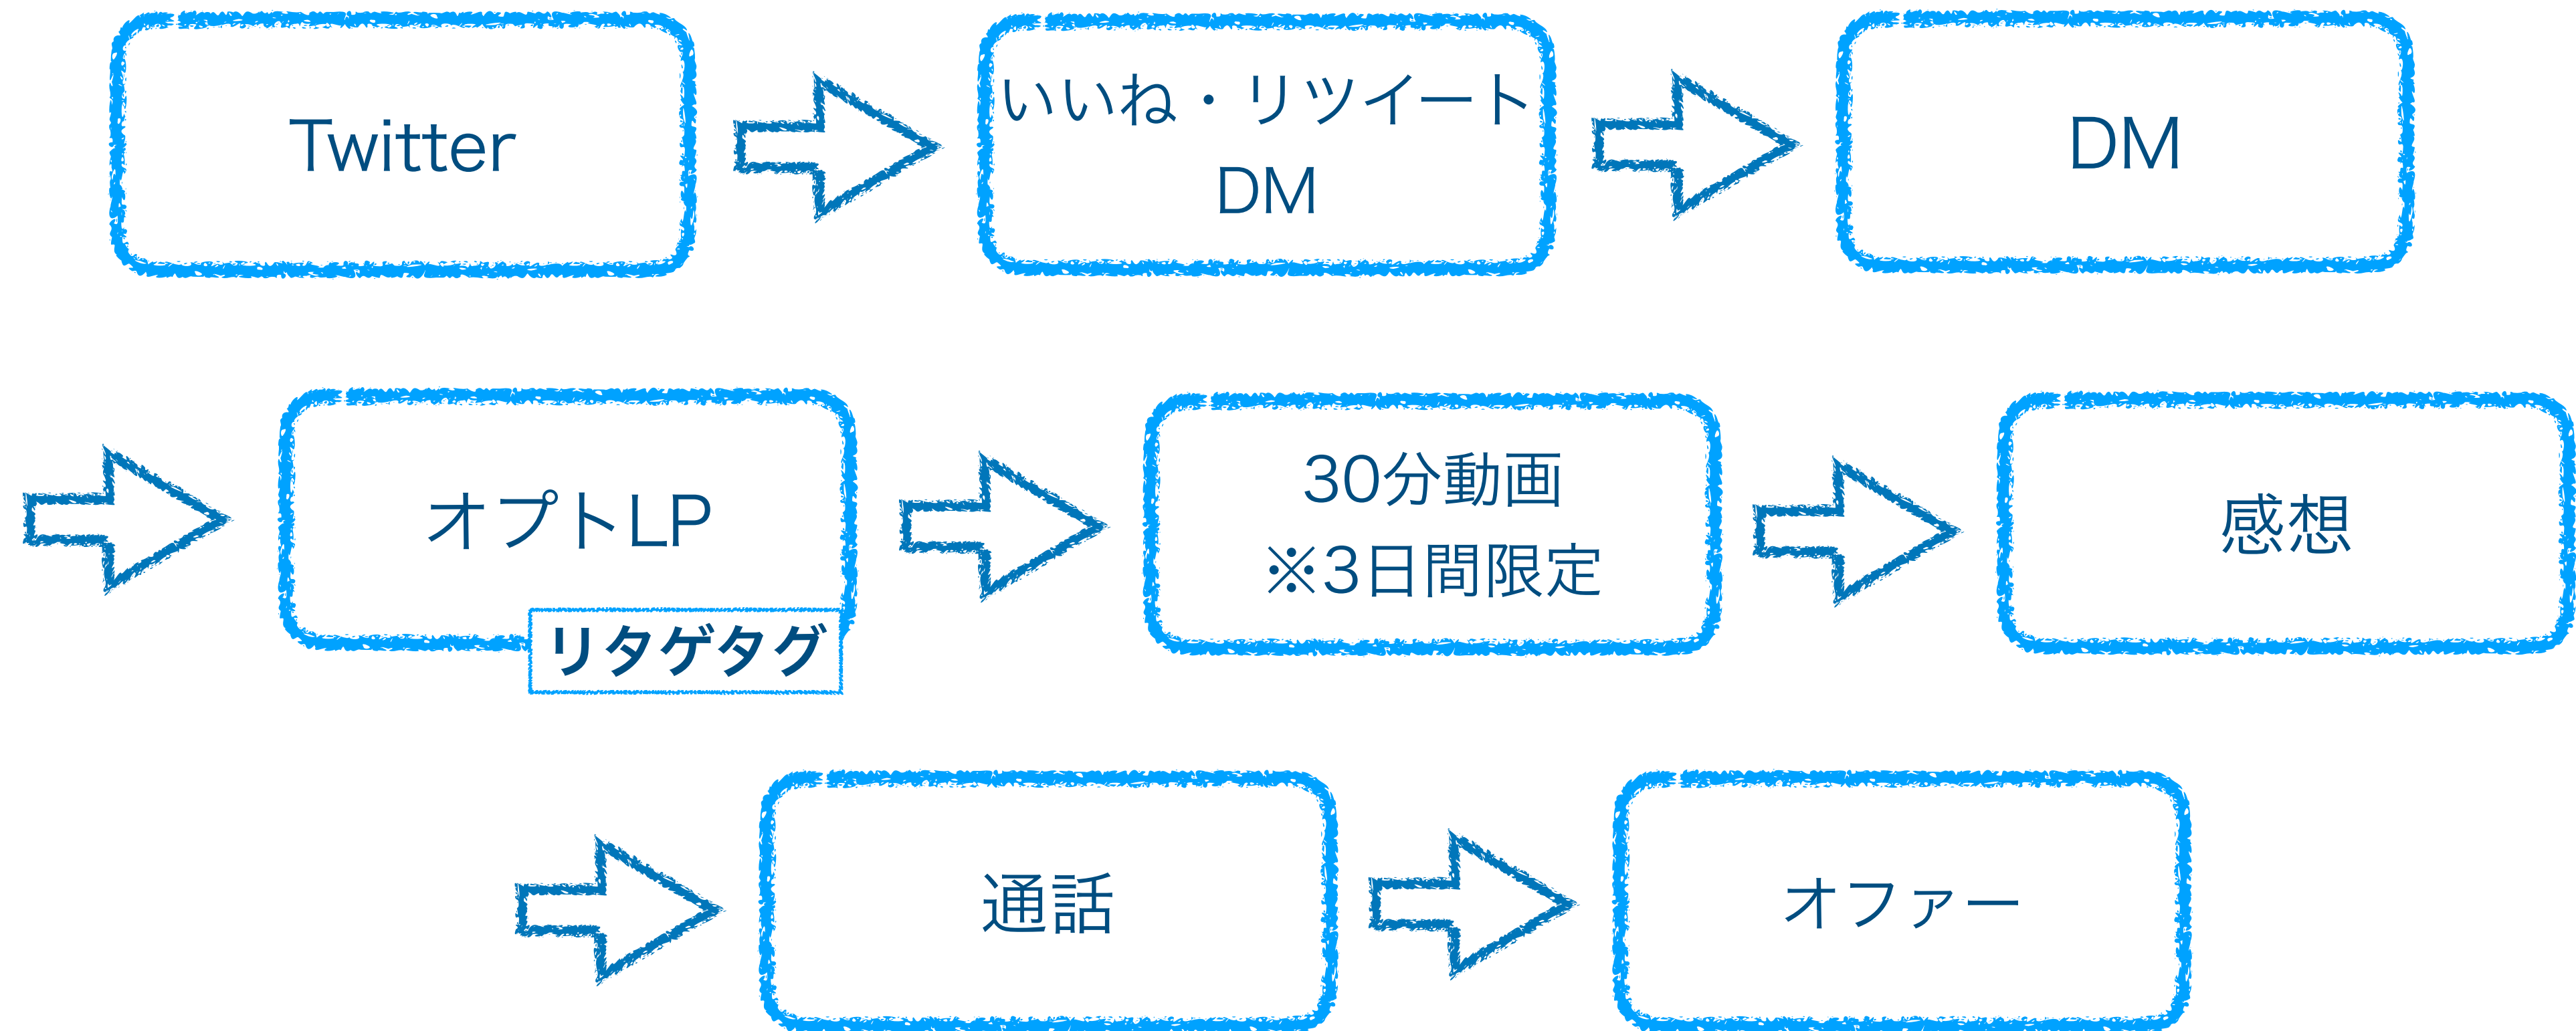 Twitter
いいね・リツイート
DM
DM
オプトLP
リタゲタグ
30分動画
※3日間限定
感想
通話
オファー